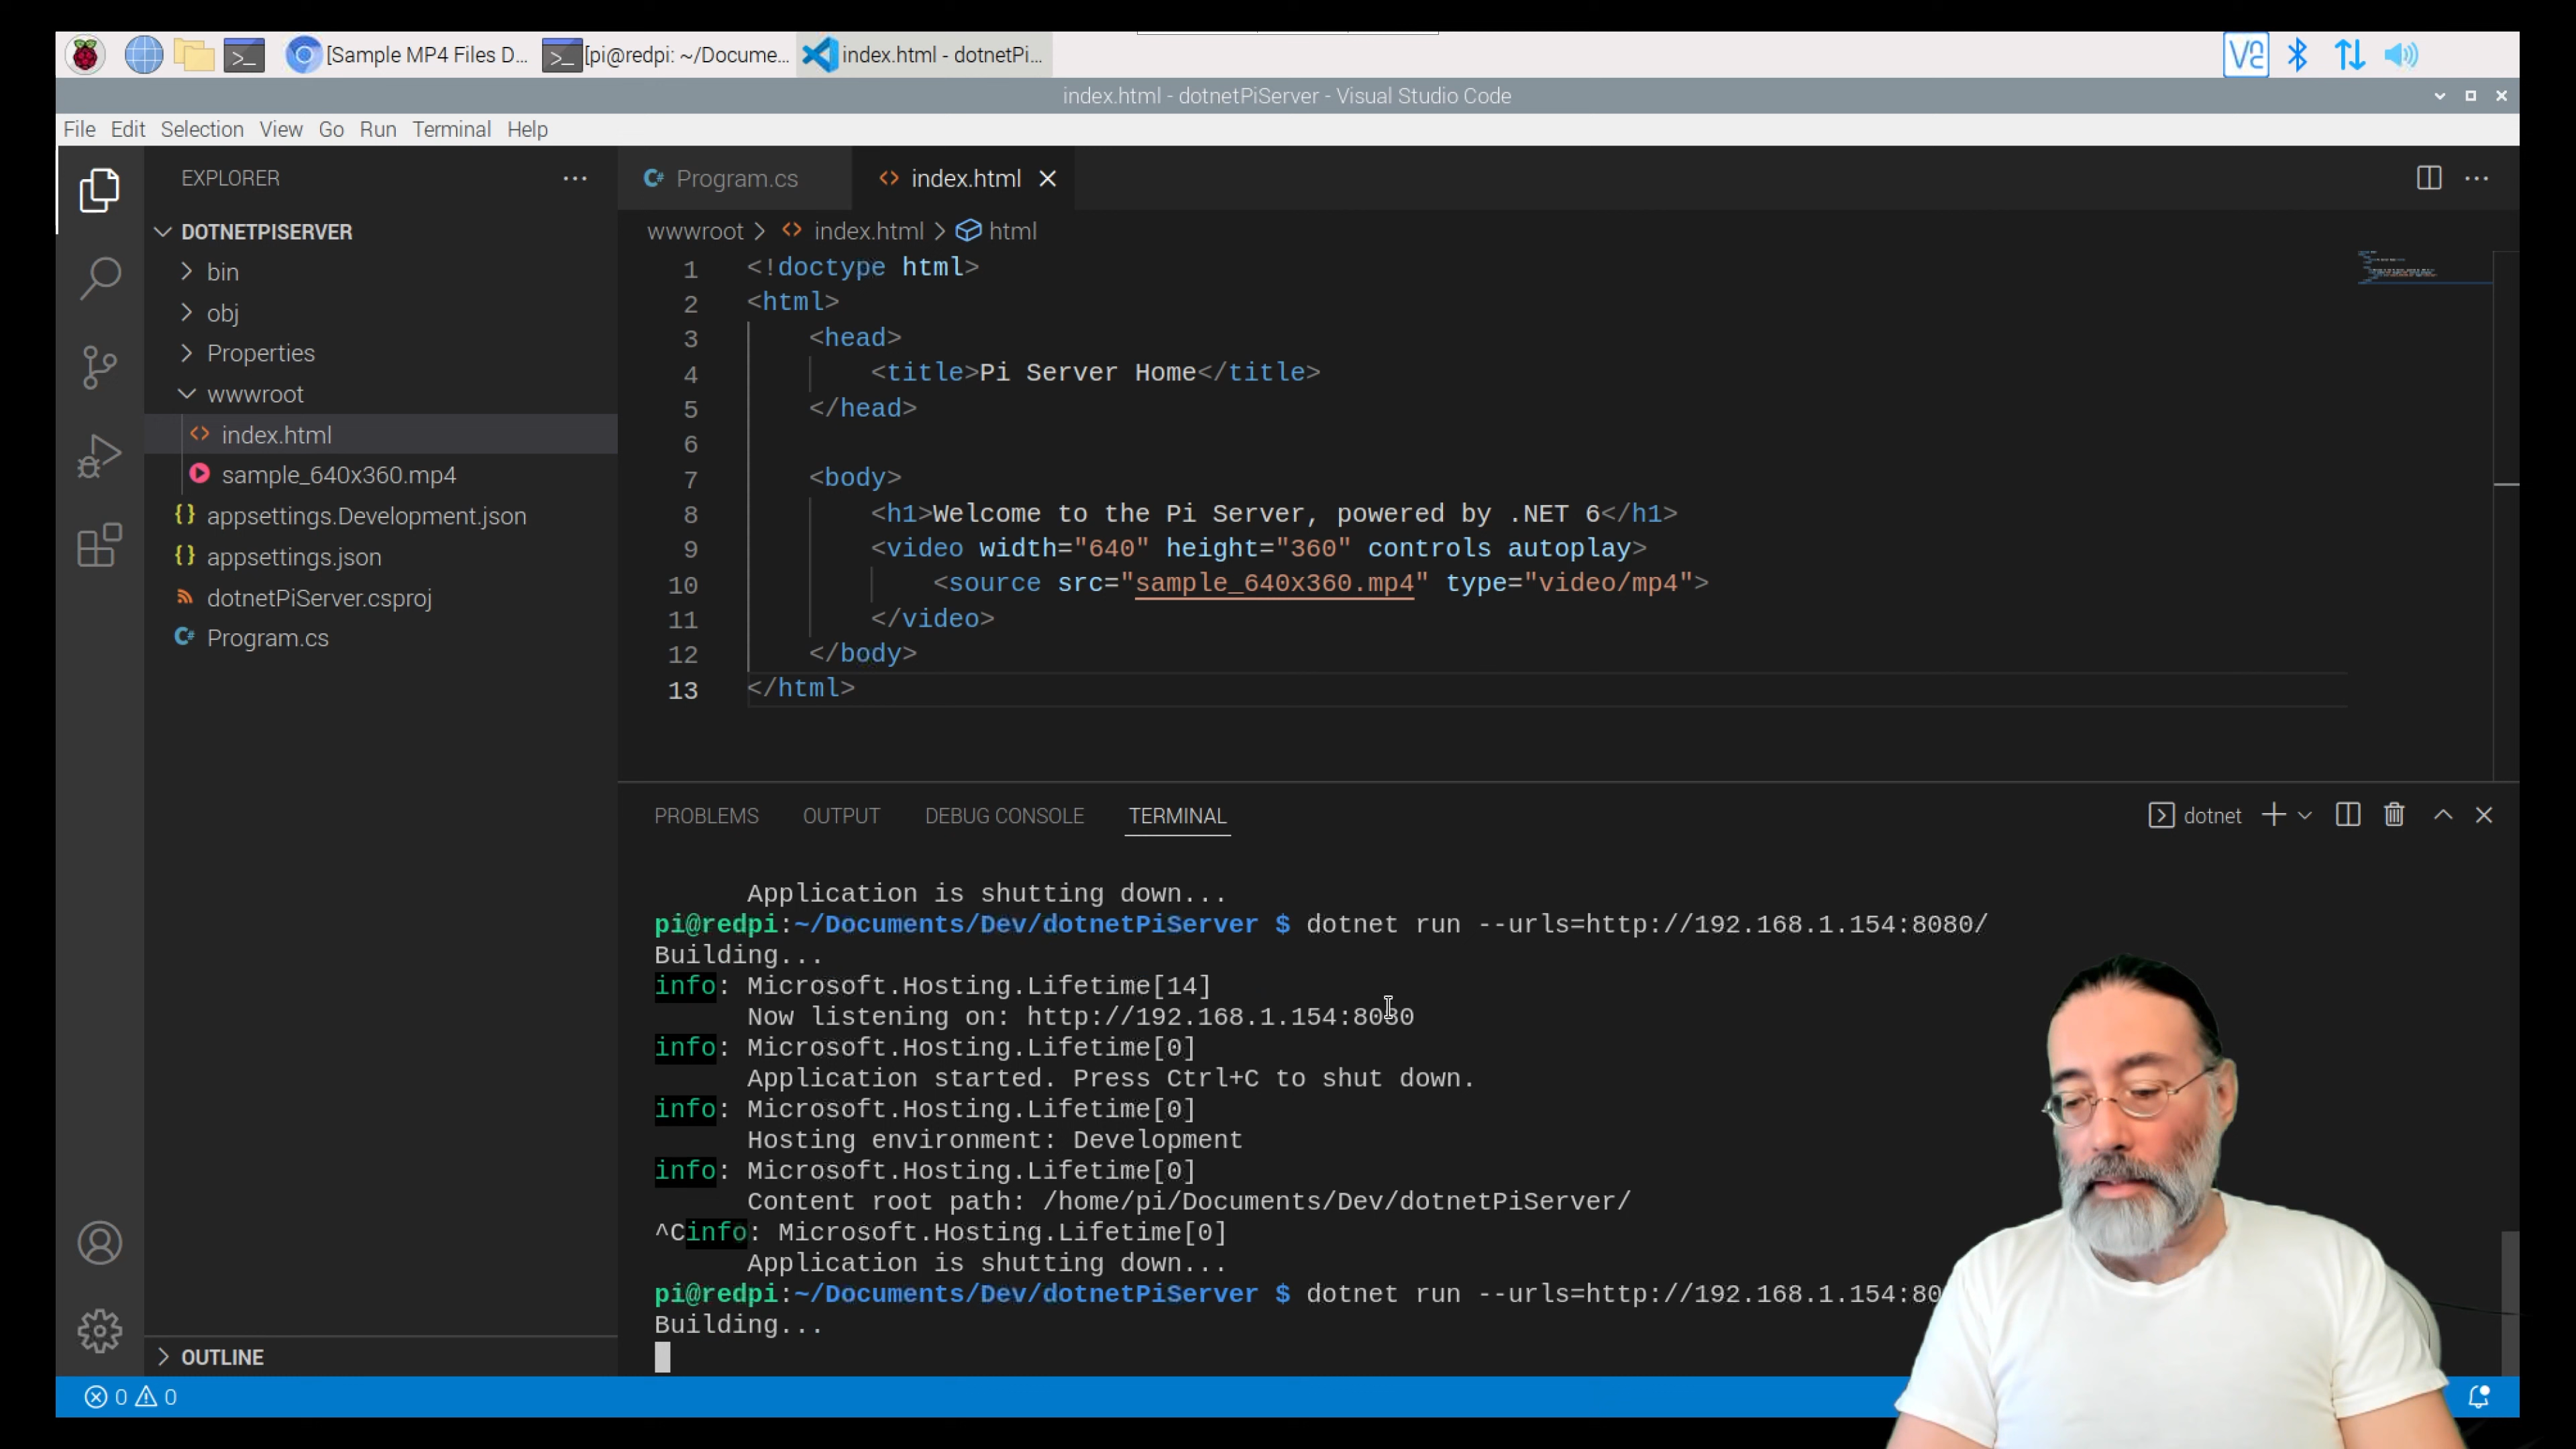 [Sample MP4 Files D...
[pi@redpi: ~/Docume...
index.html - dotnetPi...
index.html - dotnetPiServer - Visual Studio Code
File Edit Selection View Go Run Terminal Help
EXPLORER
DOTNETPISERVER
bin
obj
Properties
wwwroot
index.html
sample_640x360.mp4
appsettings.Development.json
appsettings.json
dotnetPiServer.csproj
Program.cs
OUTLINE
Program.cs
index.html
wwwroot > index.html > html
1 <!doctype html>
2 <html>
3 <head>
4 <title>Pi Server Home</title>
5 </head>
6
7 <body>
8 <h1>Welcome to the Pi Server, powered by .NET 6</h1>
9 <video width="640" height="360" controls autoplay>
10 <source src="sample_640x360.mp4" type="video/mp4">
11 </video>
12 </body>
13 </html>
PROBLEMS OUTPUT DEBUG CONSOLE TERMINAL
dotnet
Application is shutting down...
pi@redpi:~/Documents/Dev/dotnetPiServer $ dotnet run --urls=http://192.168.1.154:8080/
Building...
info: Microsoft.Hosting.Lifetime[14]
Now listening on: http://192.168.1.154:8080
info: Microsoft.Hosting.Lifetime[0]
Application started. Press Ctrl+C to shut down.
info: Microsoft.Hosting.Lifetime[0]
Hosting environment: Development
info: Microsoft.Hosting.Lifetime[0]
Content root path: /home/pi/Documents/Dev/dotnetPiServer/
^Cinfo: Microsoft.Hosting.Lifetime[0]
Application is shutting down...
pi@redpi:~/Documents/Dev/dotnetPiServer $ dotnet run --urls=http://192.168.1.154:80
Building...
0 0